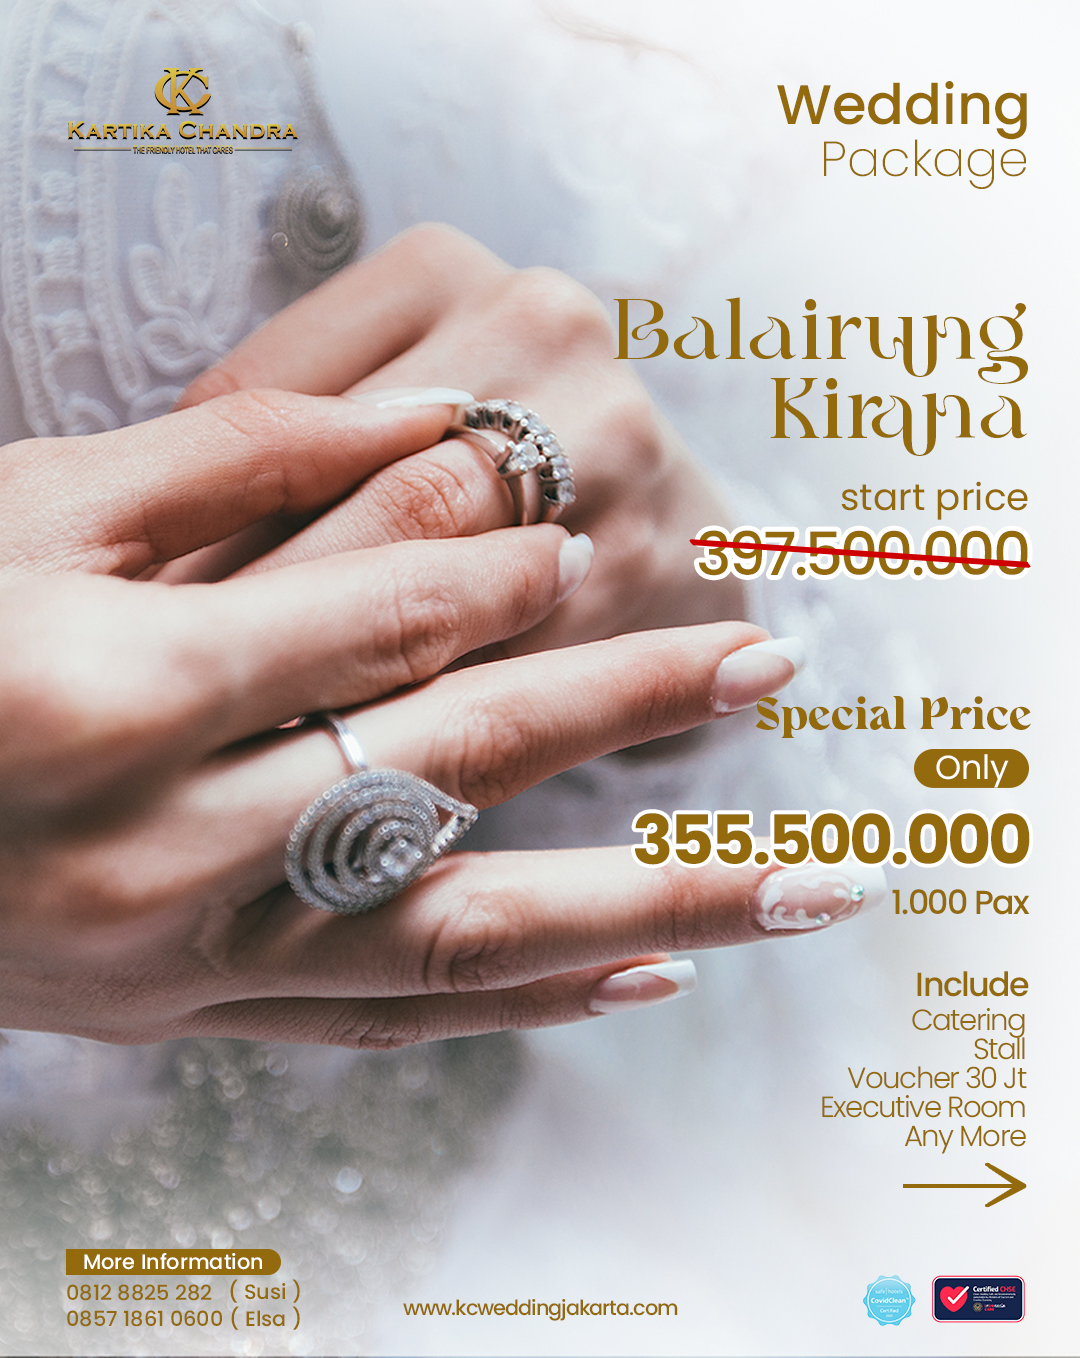 KC
KARTIKA CHANDRA
THE FRIENDLY HOTEL THAT CARES
Wedding
Package
Balairung
Kirana
start price
397.500.000
Special Price
Only
355.500.000
1.000 Pax
Include
Catering
Stall
Voucher 30 Jt
Executive Room
Any More
More Information
0812 8825 282 ( Susi )
0857 1861 0600 ( Elsa )
www.kcweddingjakarta.com
CovidClean
Certified
Certified CHSE